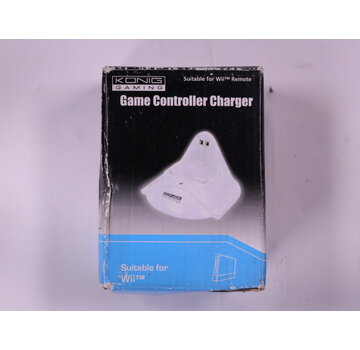 KÖNIG
GAMING
Suitable for Wii™ Remote
Game Controller Charger
Suitable for
Wii™